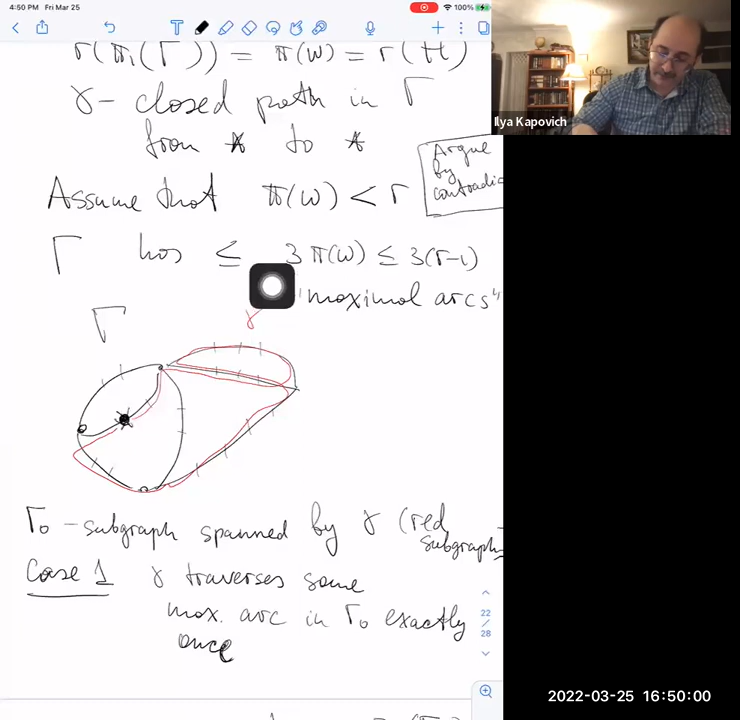 4:50 PM Fri Mar 25
100%
r(π₁(Γ)) = π(w) = r(H)
γ - closed path in Γ
from * to *
Argue
by
contradic
Assume that π(w) < r
Γ has ≤ 3 π(w) ≤ 3(r-1)
"maximal arcs"
Γ
γ
Γ₀ - subgraph spanned by γ (red
subgraph
Case 1 γ traverses some
max. arc in Γ₀ exactly
once
22
/
28
Ilya Kapovich
2022-03-25 16:50:00